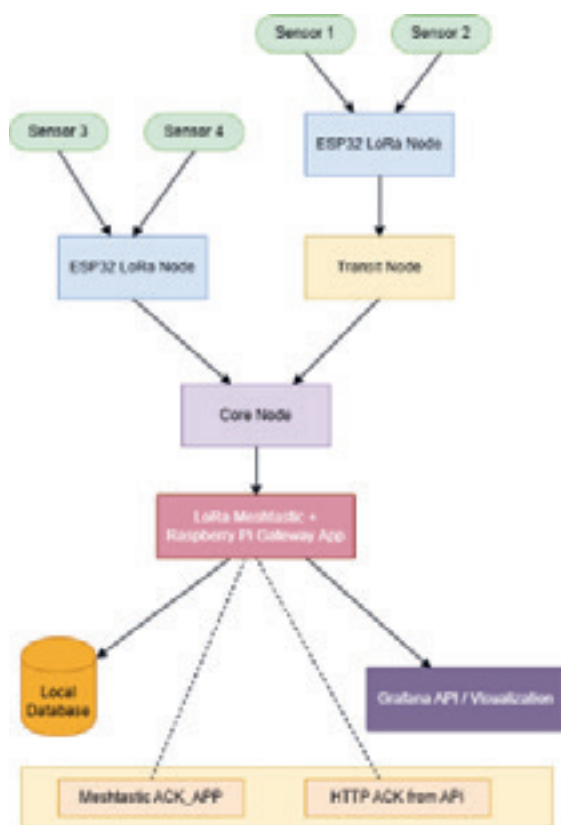 Sensor 1
Sensor 2
Sensor 3
Sensor 4
ESP32 LoRa Node
ESP32 LoRa Node
Transit Node
Core Node
LoRa Meshtastic +
Raspberry Pi Gateway App
Local
Database
Grafana API / Visualization
Meshtastic ACK_APP
HTTP ACK from API